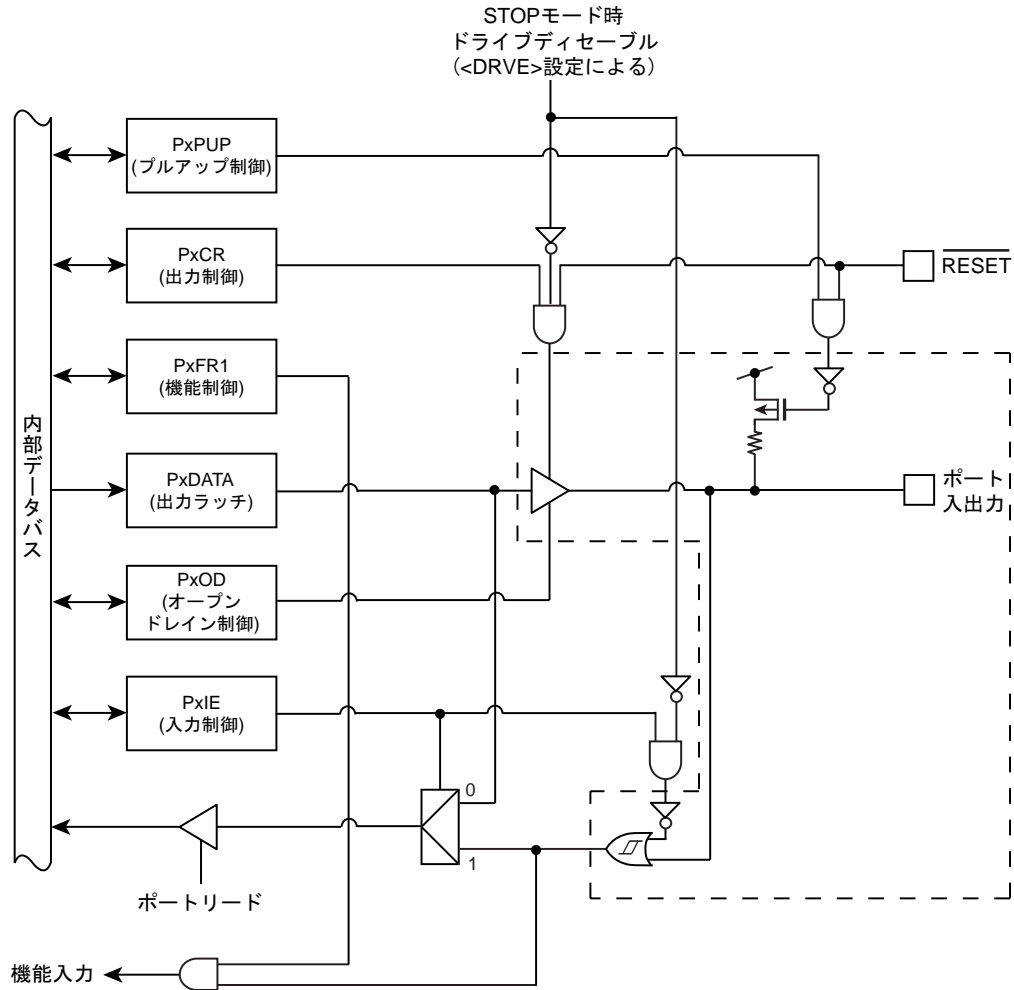 STOPモード時
ドライブディセーブル
(<DRVE>設定による)
PxPUP
(プルアップ制御)
PxCR
(出力制御)
RESET
PxFR1
(機能制御)
内部データバス
PxDATA
(出力ラッチ)
ポート
入出力
PxOD
(オープン
ドレイン制御)
PxIE
(入力制御)
0
1
ポートリード
機能入力